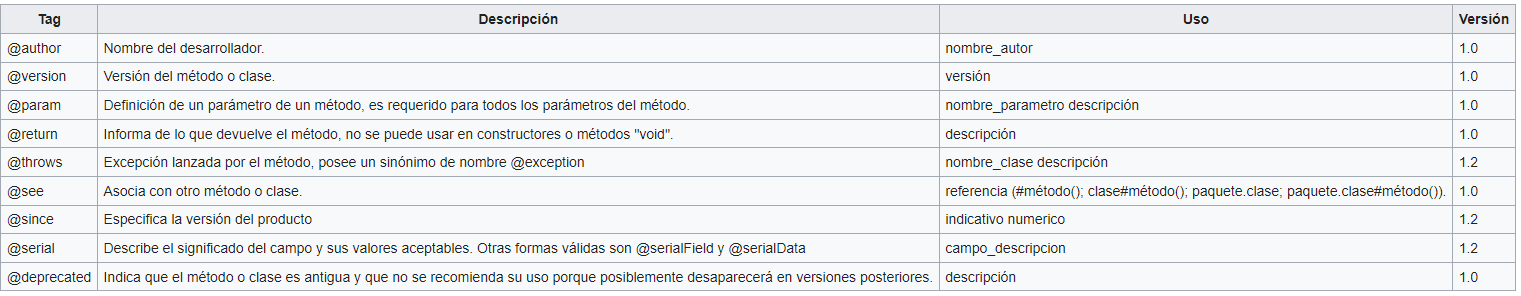 Tag Descripción Uso Versión
@author Nombre del desarrollador. nombre_autor 1.0
@version Versión del método o clase. versión 1.0
@param Definición de un parámetro de un método, es requerido para todos los parámetros del método. nombre_parametro descripción 1.0
@return Informa de lo que devuelve el método, no se puede usar en constructores o métodos "void". descripción 1.0
@throws Excepción lanzada por el método, posee un sinónimo de nombre @exception nombre_clase descripción 1.2
@see Asocia con otro método o clase. referencia (#método(); clase#método(); paquete.clase; paquete.clase#método()). 1.0
@since Especifica la versión del producto indicativo numerico 1.2
@serial Describe el significado del campo y sus valores aceptables. Otras formas válidas son @serialField y @serialData campo_descripcion 1.2
@deprecated Indica que el método o clase es antigua y que no se recomienda su uso porque posiblemente desaparecerá en versiones posteriores. descripción 1.0